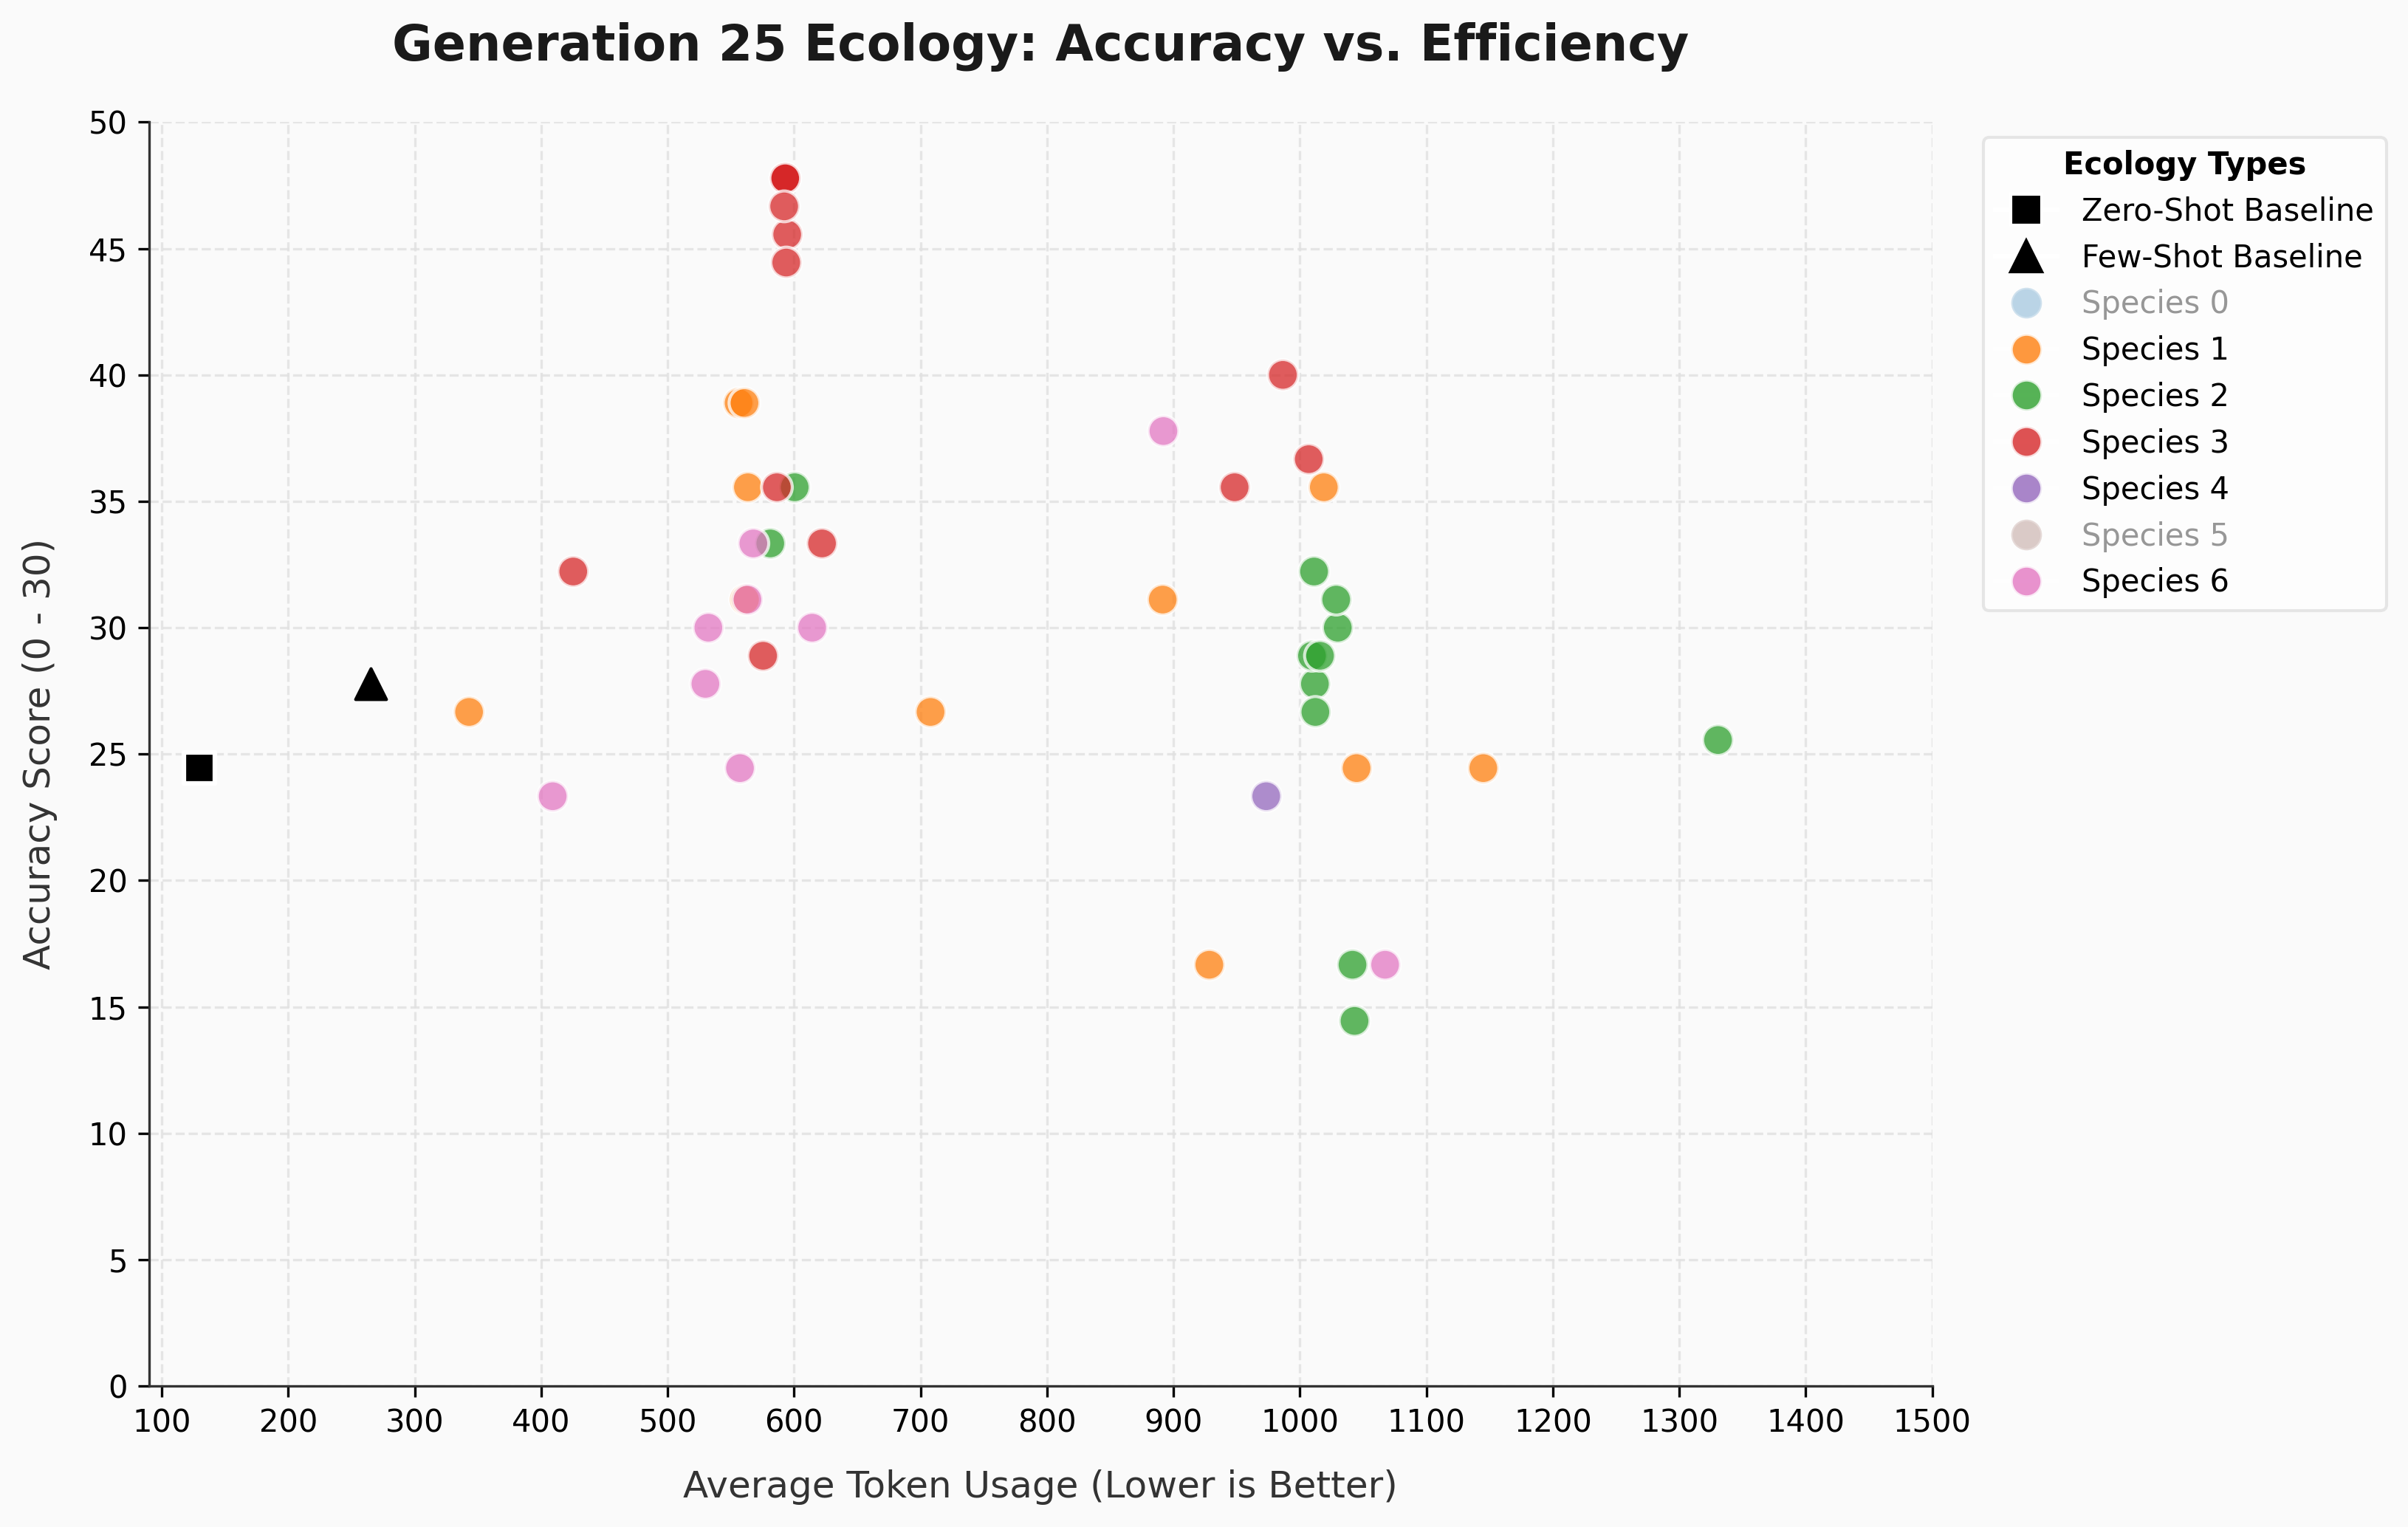 Generation 25 Ecology: Accuracy vs. Efficiency
50
45
40
35
30
25
20
15
10
5
0
Accuracy Score (0 - 30)
100 200 300 400 500 600 700 800 900 1000 1100 1200 1300 1400 1500
Average Token Usage (Lower is Better)
Ecology Types
Zero-Shot Baseline
Few-Shot Baseline
Species 0
Species 1
Species 2
Species 3
Species 4
Species 5
Species 6